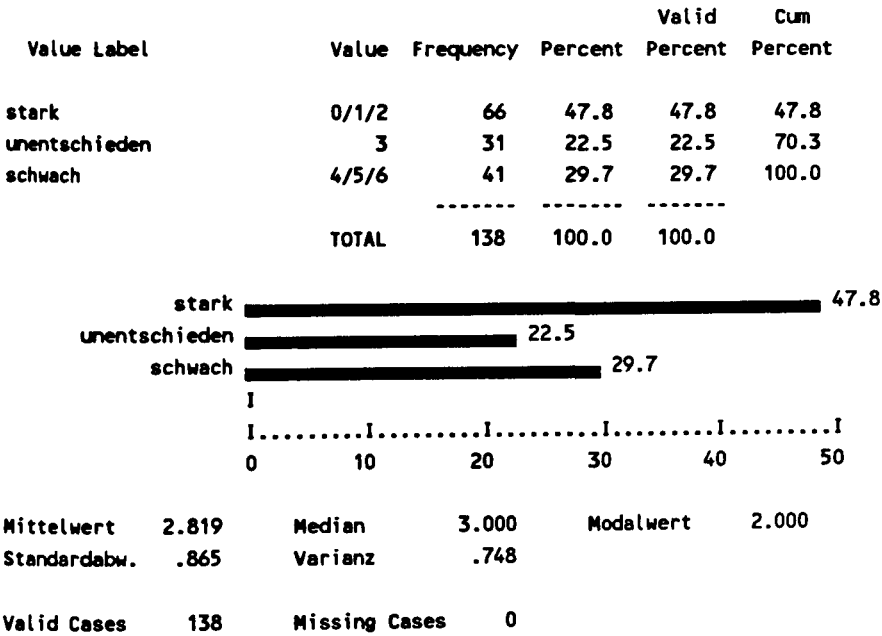 Valid Cum
Value Label Value Frequency Percent Percent Percent
stark 0/1/2 66 47.8 47.8 47.8
unentschieden 3 31 22.5 22.5 70.3
schwach 4/5/6 41 29.7 29.7 100.0
------- ------- -------
TOTAL 138 100.0 100.0
stark 47.8
unentschieden 22.5
schwach 29.7
I
I.........I.........I.........I.........I.........I
0 10 20 30 40 50
Mittelwert 2.819 Median 3.000 Modalwert 2.000
Standardabw. .865 Varianz .748
Valid Cases 138 Missing Cases 0